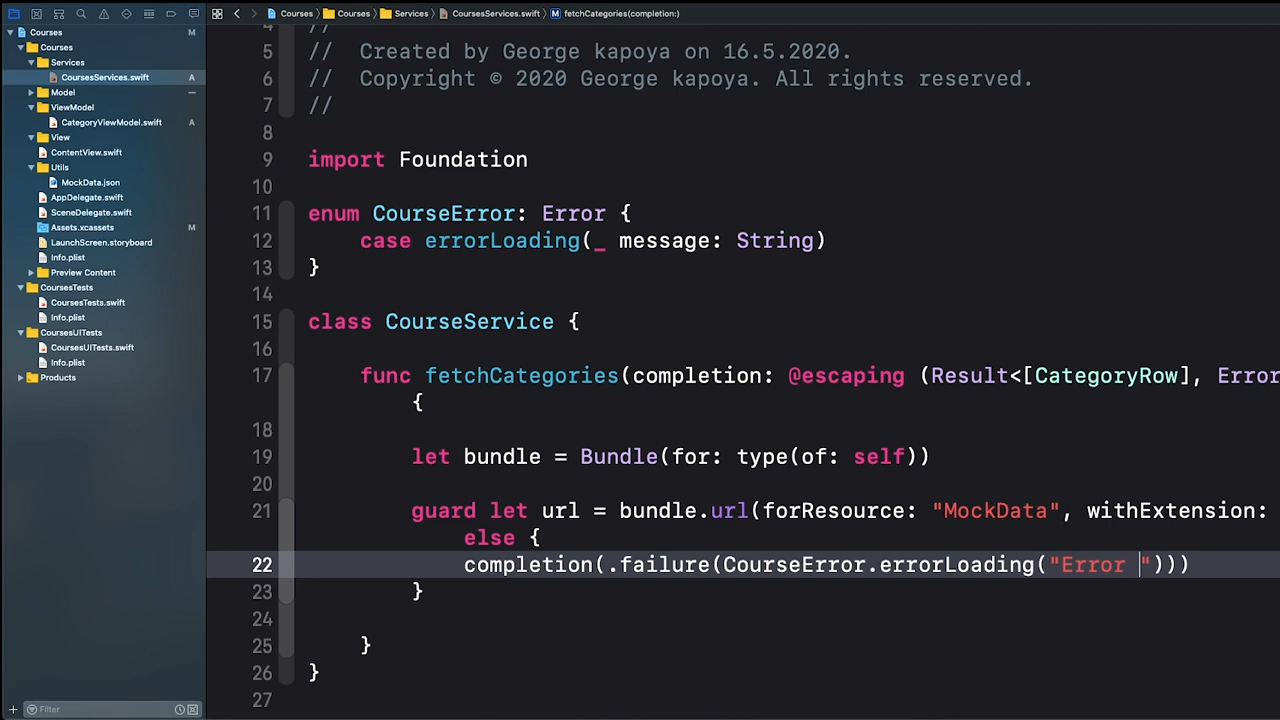 Courses
Courses
Services
CoursesServices.swift
fetchCategories(completion:)
Courses M
Courses
Services
CoursesServices.swift A
Model
ViewModel
CategoryViewModel.swift A
View
ContentView.swift
Utils
MockData.json
AppDelegate.swift
SceneDelegate.swift
Assets.xcassets M
LaunchScreen.storyboard
Info.plist
Preview Content
CoursesTests
CoursesTests.swift
Info.plist
CoursesUITests
CoursesUITests.swift
Info.plist
Products
Filter
4 //
5 // Created by George kapoya on 16.5.2020.
6 // Copyright © 2020 George kapoya. All rights reserved.
7 //
8
9 import Foundation
10
11 enum CourseError: Error {
12 case errorLoading(_ message: String)
13 }
14
15 class CourseService {
16
17 func fetchCategories(completion: @escaping (Result<[CategoryRow], Error
{
18
19 let bundle = Bundle(for: type(of: self))
20
21 guard let url = bundle.url(forResource: "MockData", withExtension:
else {
22 completion(.failure(CourseError.errorLoading("Error ")))
23 }
24
25 }
26 }
27